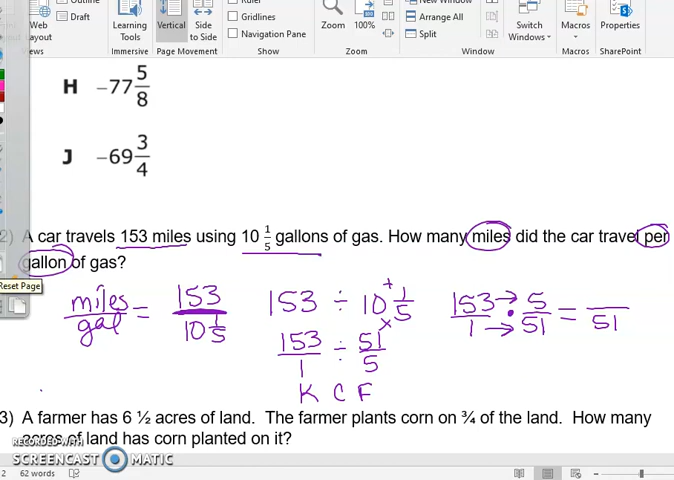 Ruler
Outline
Web
Draft
Learning
Vertical
Side
Gridlines
Zoom
100%
New Window
Arrange All
Switch
Macros
Properties
Layout
Tools
to Side
Navigation Pane
Split
Windows
Views
Immersive
Page Movement
Show
Zoom
Window
Macros
SharePoint
H -77 5/8
J -69 3/4
2) A car travels 153 miles using 10 1/5 gallons of gas. How many miles did the car travel per
gallon of gas?
Reset Page
miles/gal = 153/10 1/5 153 ÷ 10 + 1/5 × 153/1 → · → 5/51 = /51
153/1 ÷ 51/5
K C F
3) A farmer has 6 ½ acres of land. The farmer plants corn on ¾ of the land. How many
acres of land has corn planted on it?
RECORDED WITH
SCREENCAST MATIC
2 62 words